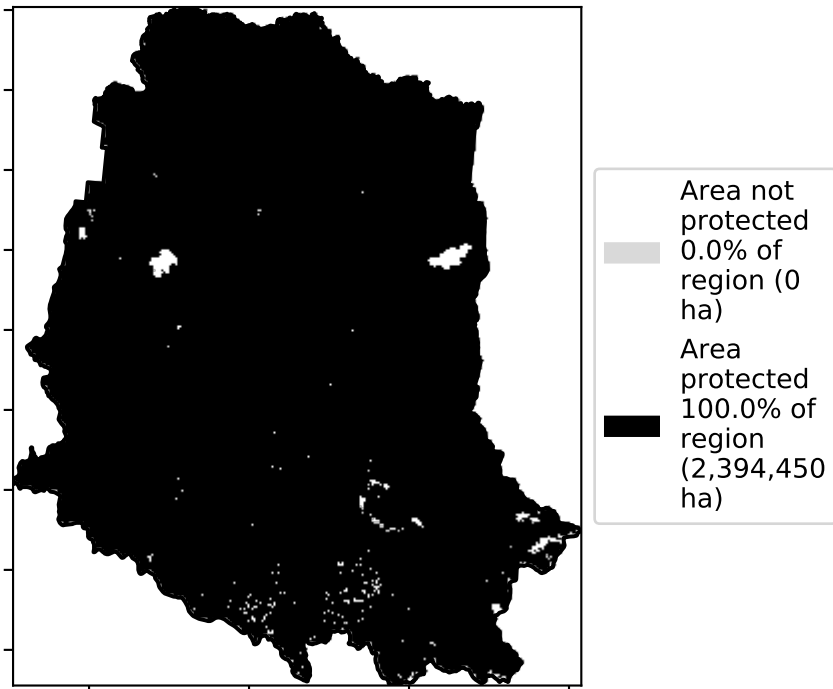 Area not
protected
0.0% of
region (0
ha)
Area
protected
100.0% of
region
(2,394,450
ha)